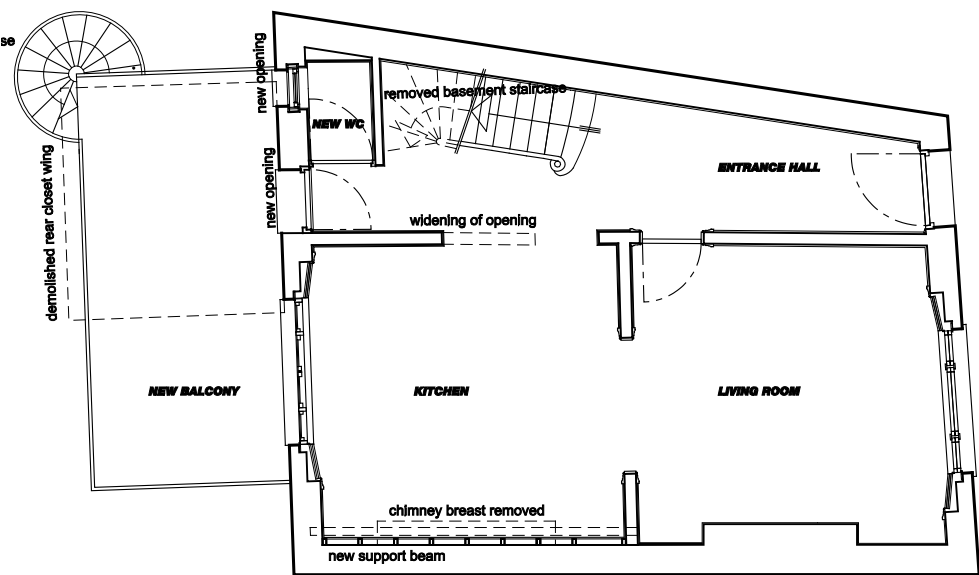 se
new opening
removed basement staircase
NEW WC
ENTRANCE HALL
new opening
demolished rear closet wing
widening of opening
NEW BALCONY
KITCHEN
LIVING ROOM
chimney breast removed
new support beam